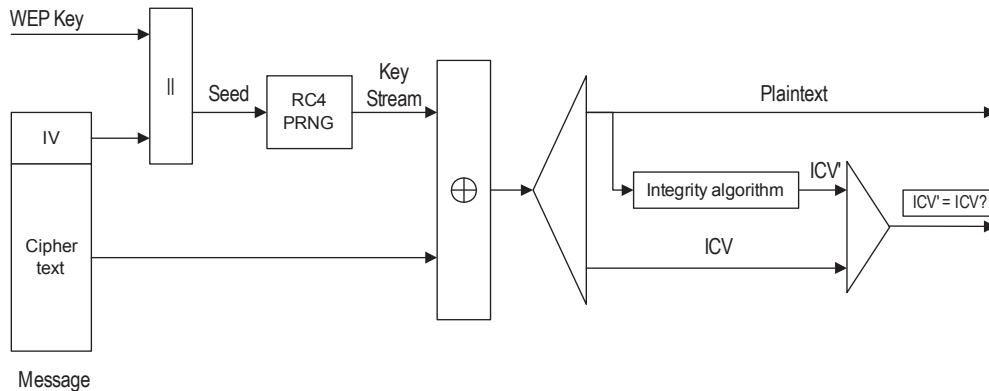 WEP Key
||
Seed
RC4
PRNG
Key
Stream
IV
Cipher
text
Message
Plaintext
Integrity algorithm
ICV'
ICV
ICV' = ICV?